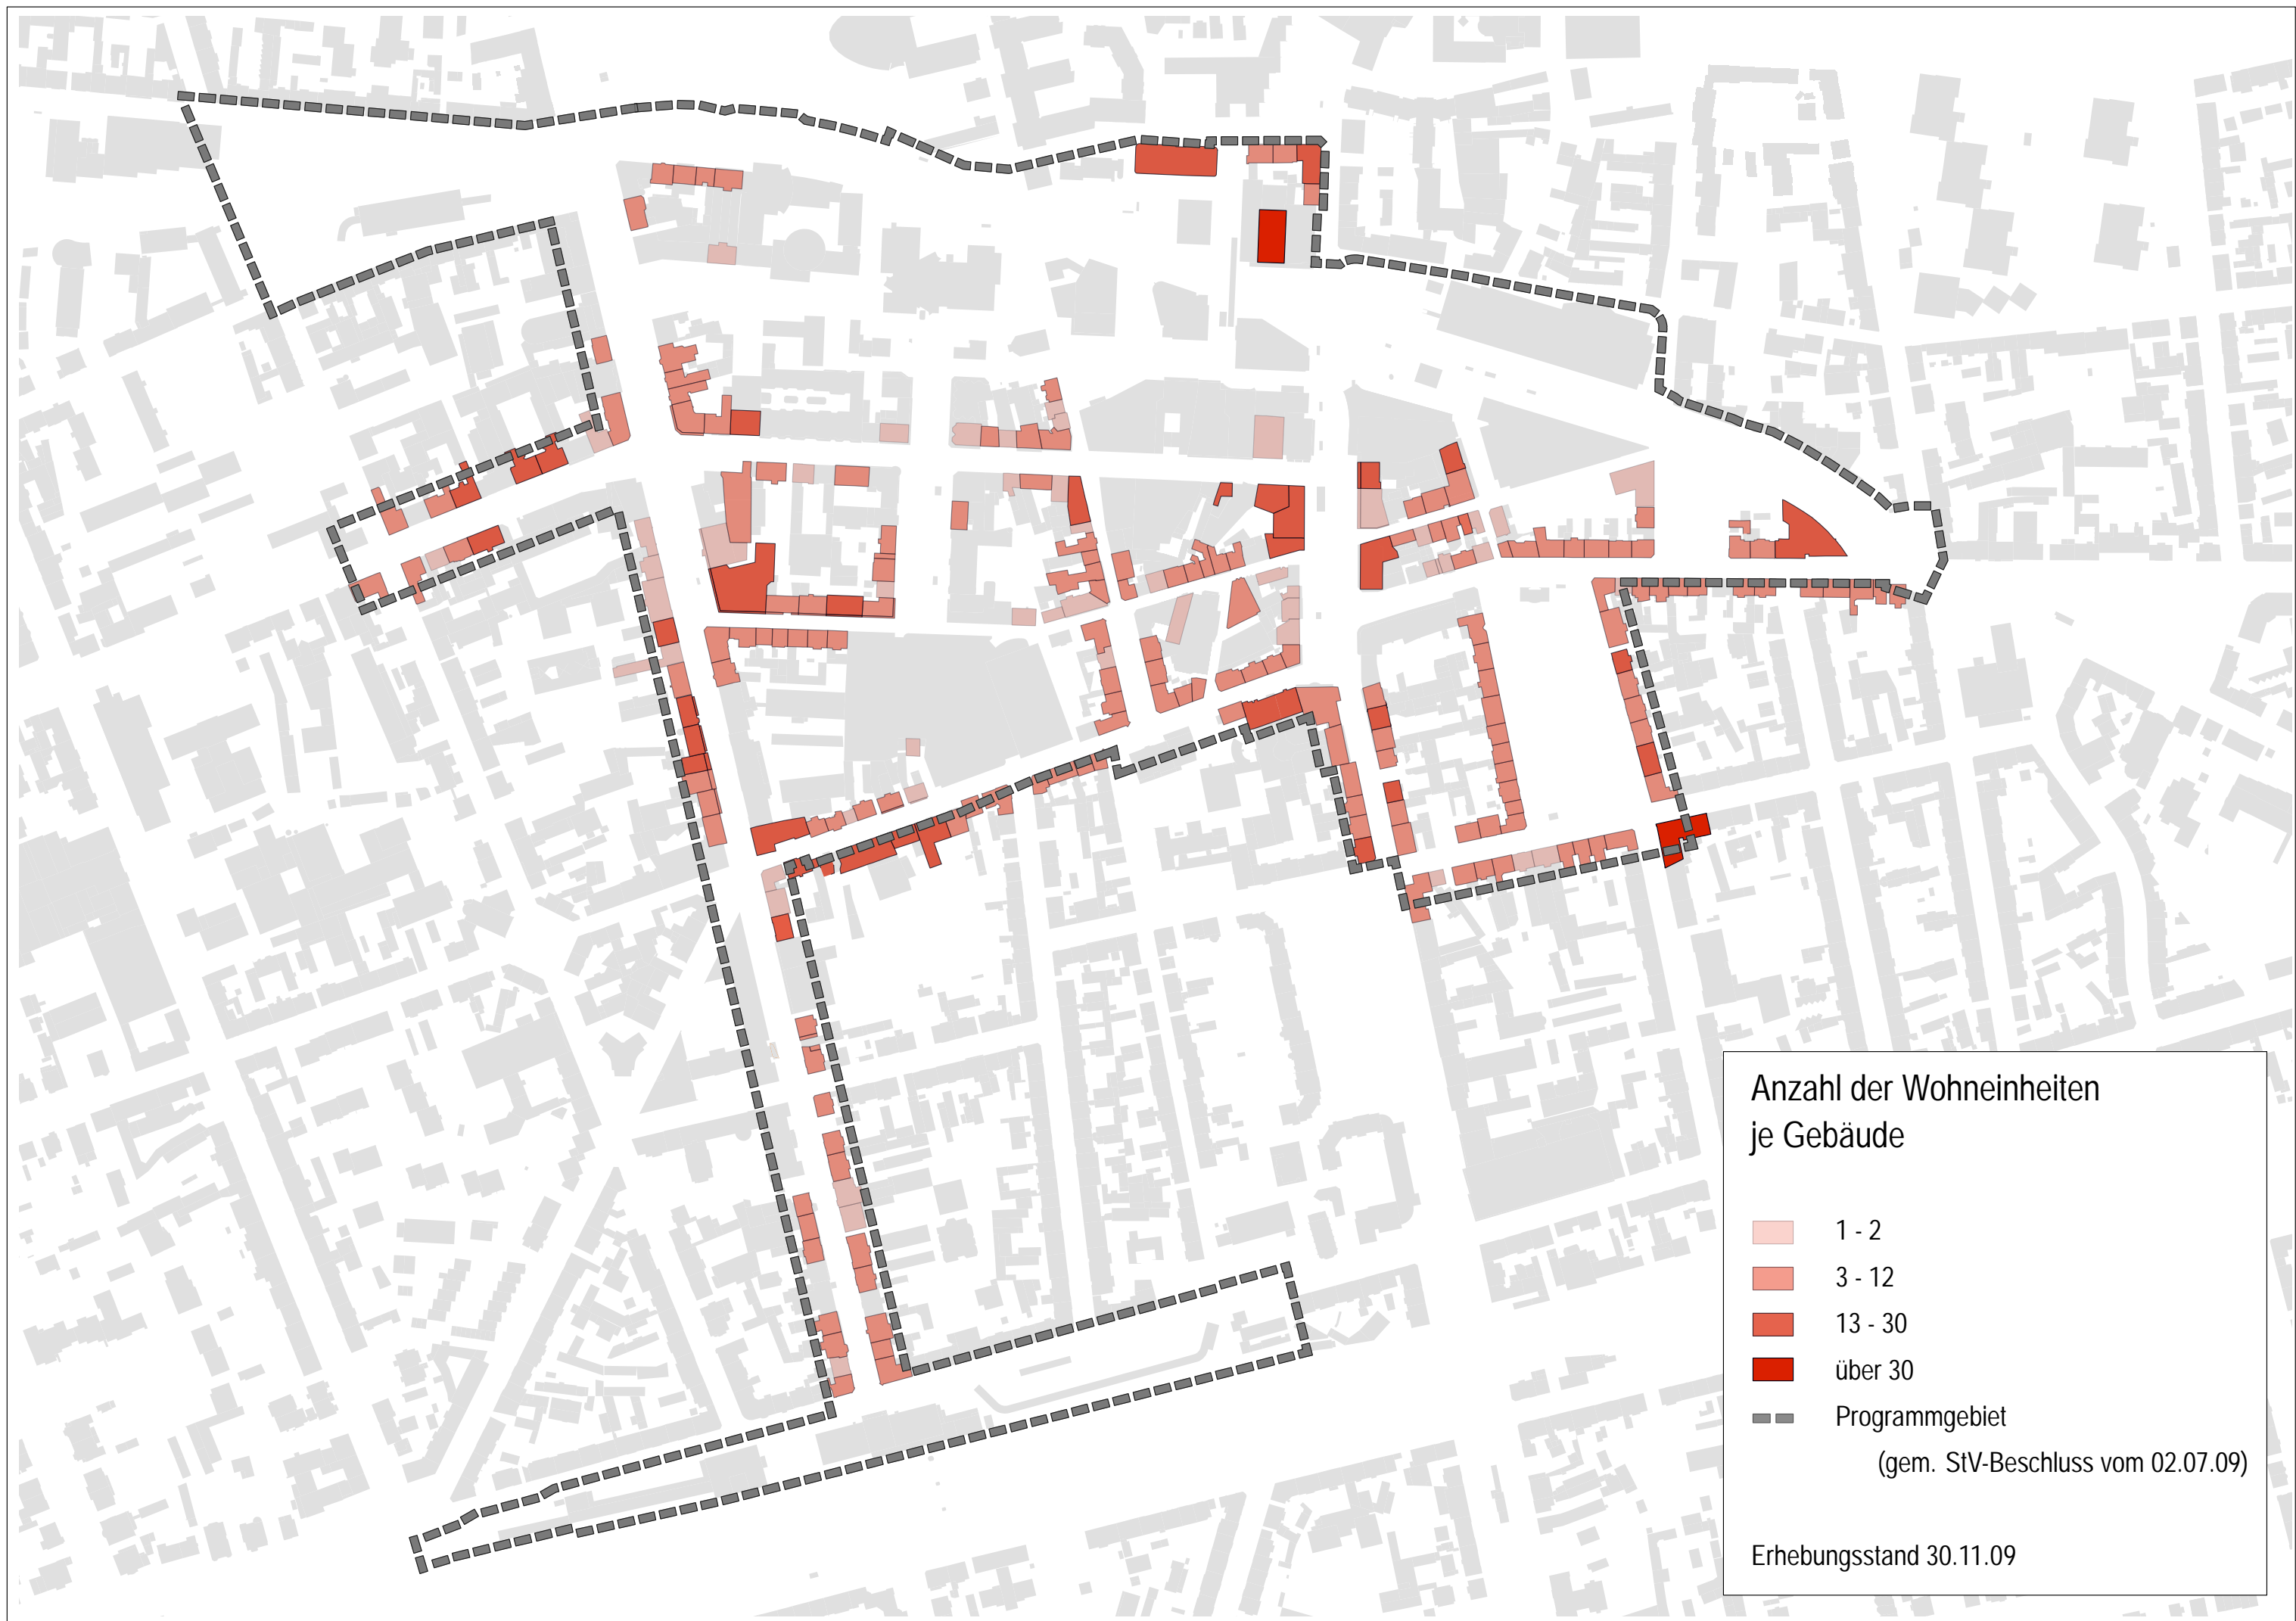 Anzahl der Wohneinheiten
je Gebäude
1 - 2
3 - 12
13 - 30
über 30
Programmgebiet
(gem. StV-Beschluss vom 02.07.09)
Erhebungsstand 30.11.09